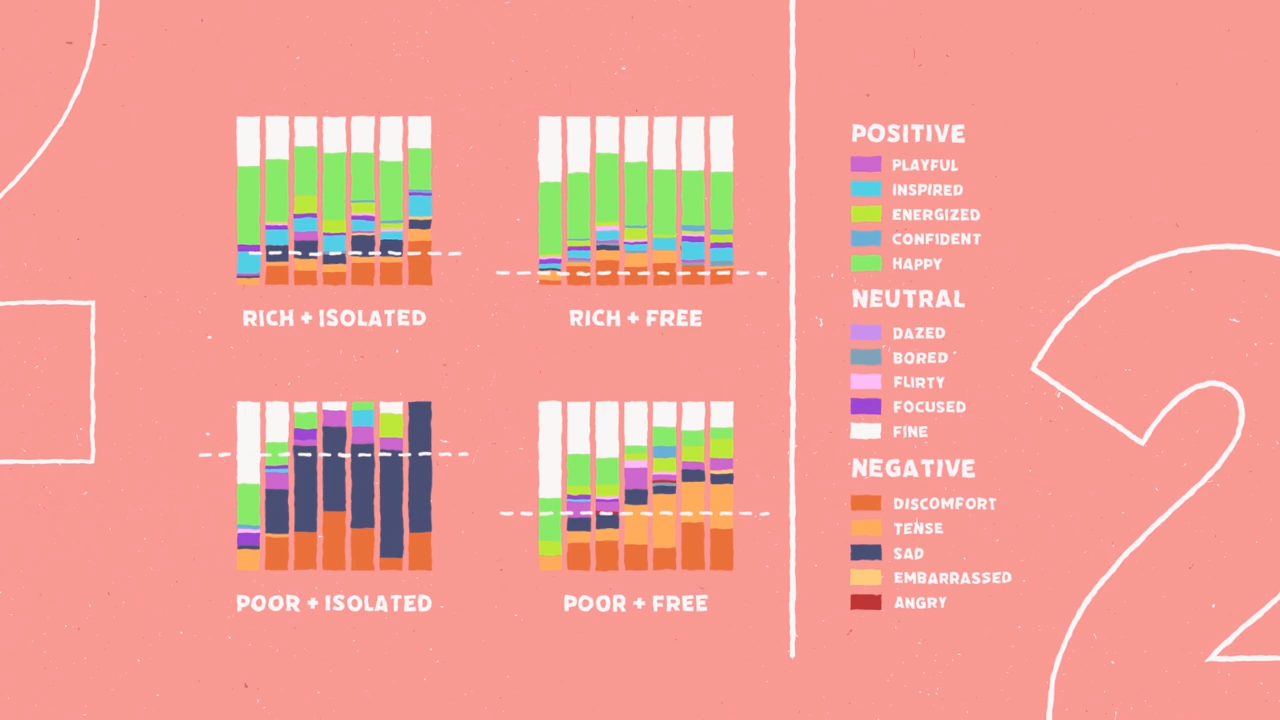 RICH + ISOLATED
RICH + FREE
POOR + ISOLATED
POOR + FREE
POSITIVE
PLAYFUL
INSPIRED
ENERGIZED
CONFIDENT
HAPPY
NEUTRAL
DAZED
BORED
FLIRTY
FOCUSED
FINE
NEGATIVE
DISCOMFORT
TENSE
SAD
EMBARRASSED
ANGRY
2